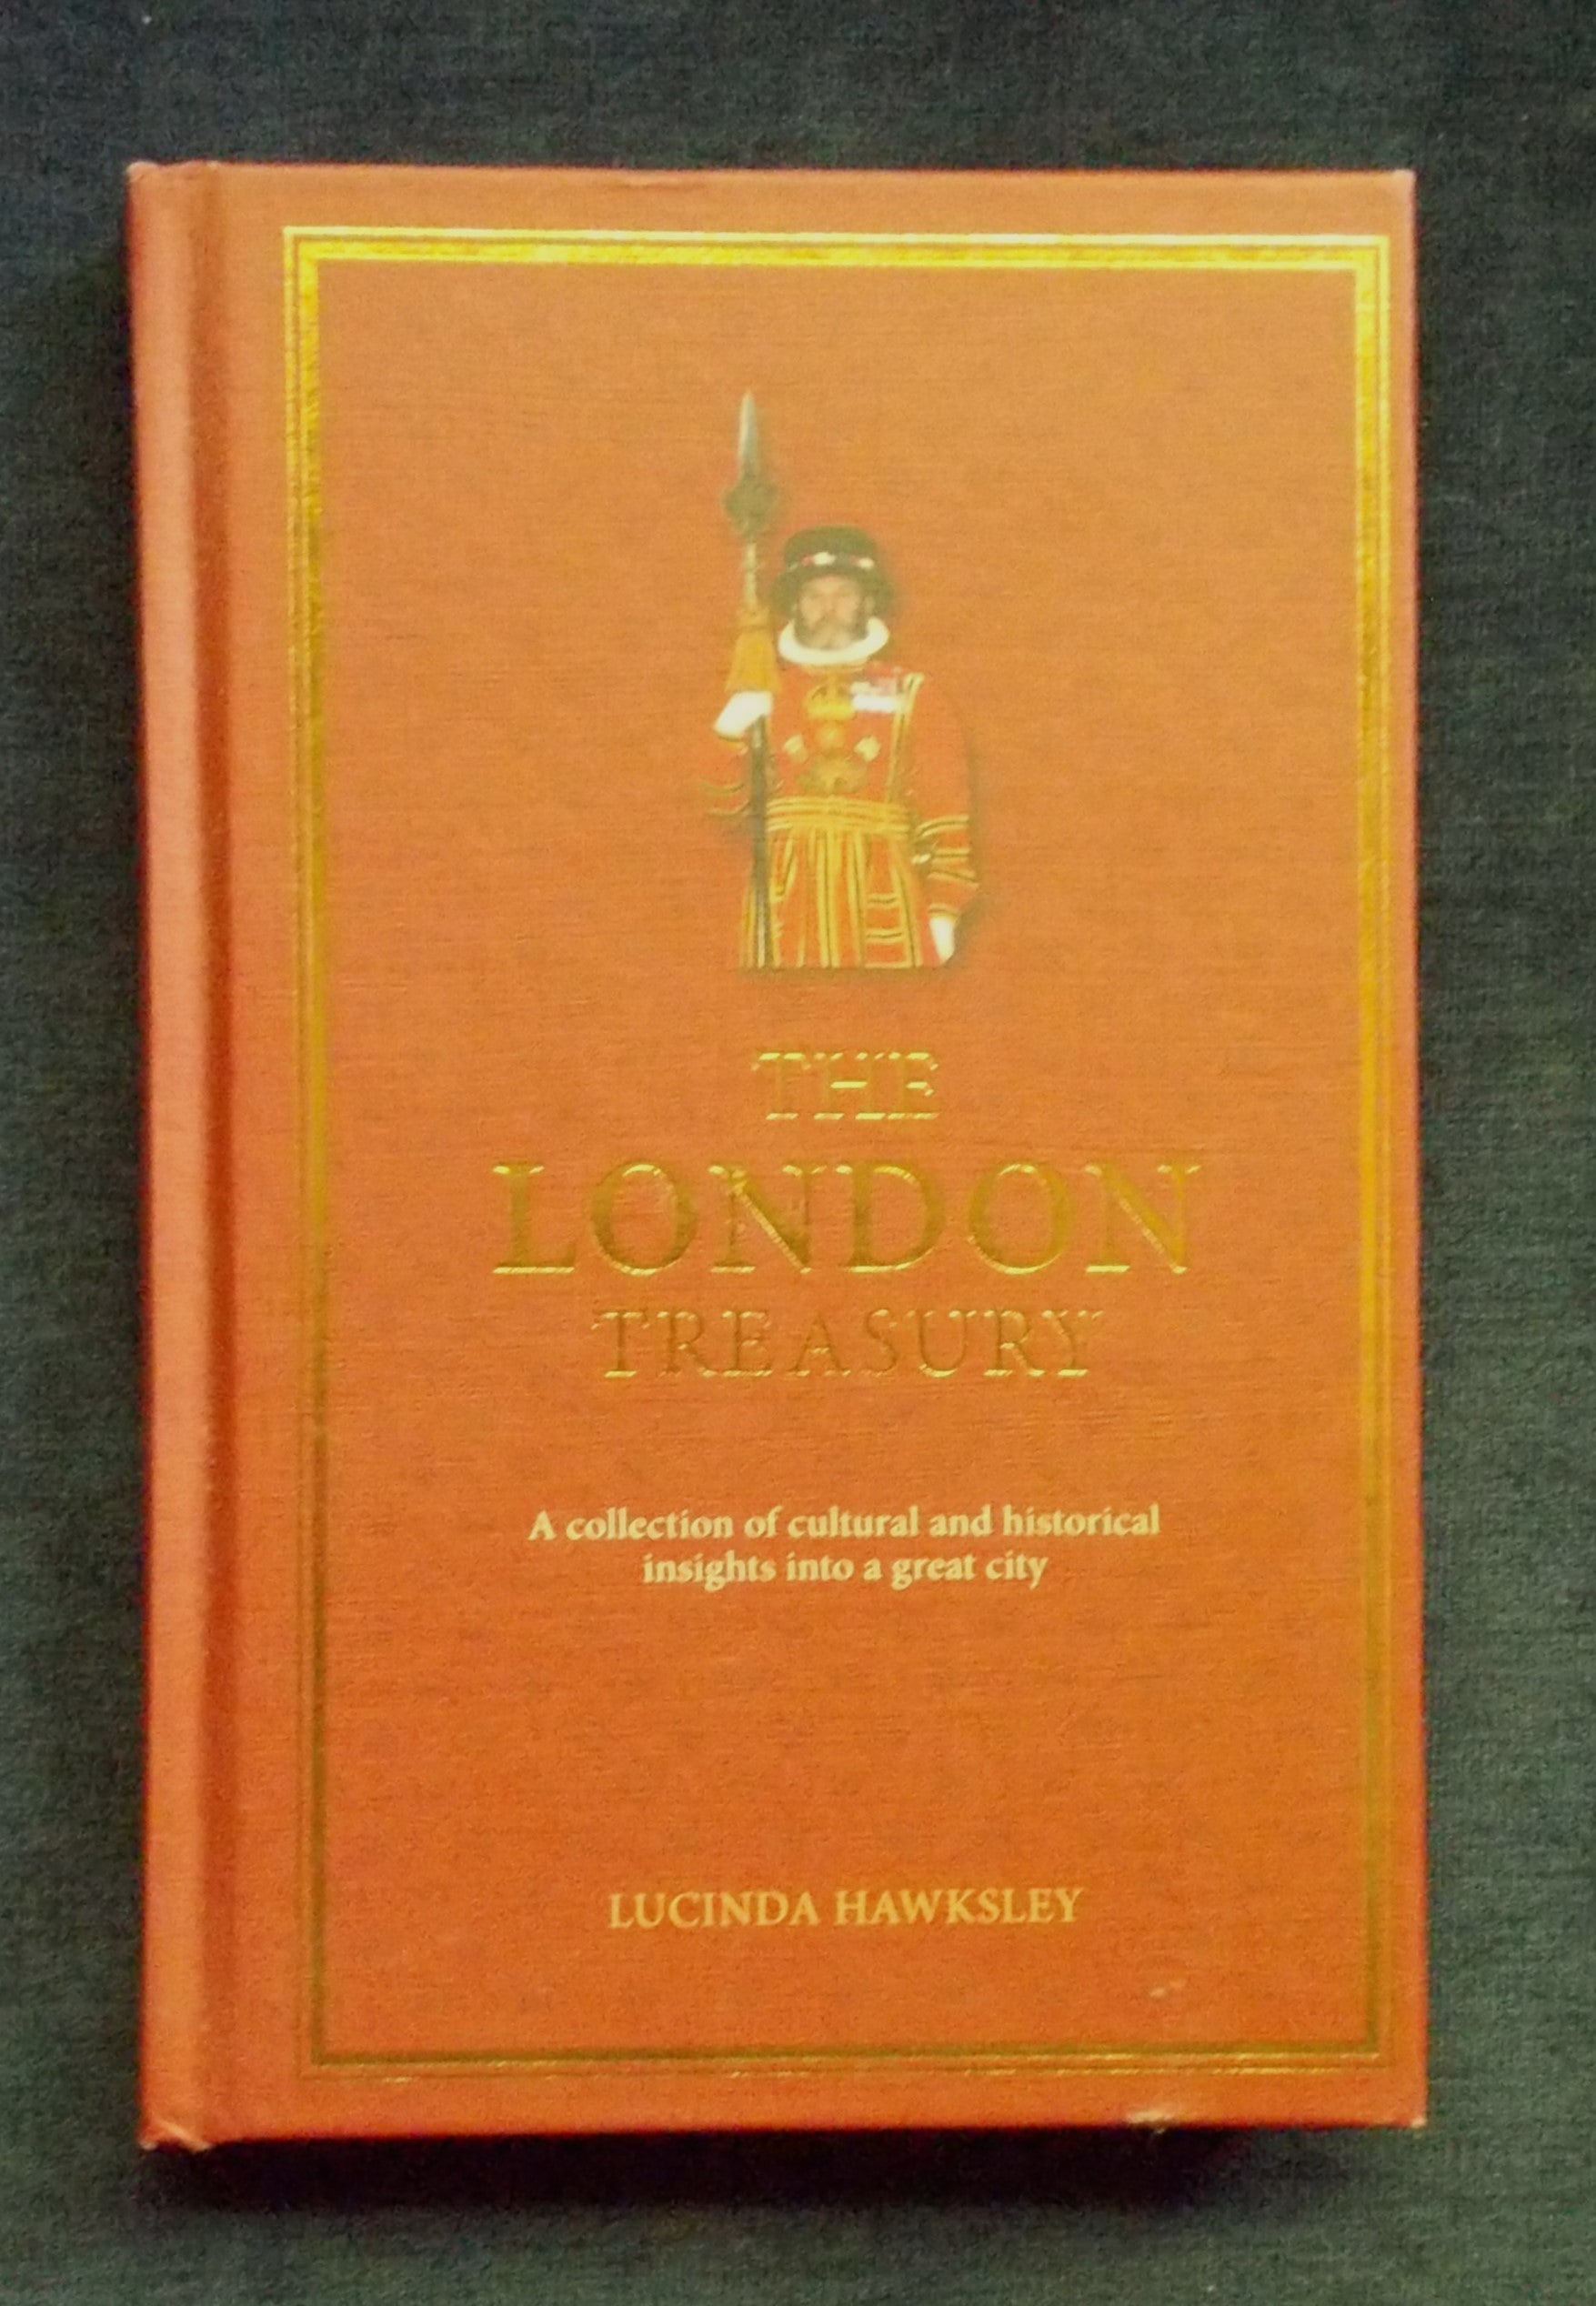 THE
LONDON
TREASURY
A collection of cultural and historical
insights into a great city
LUCINDA HAWKSLEY